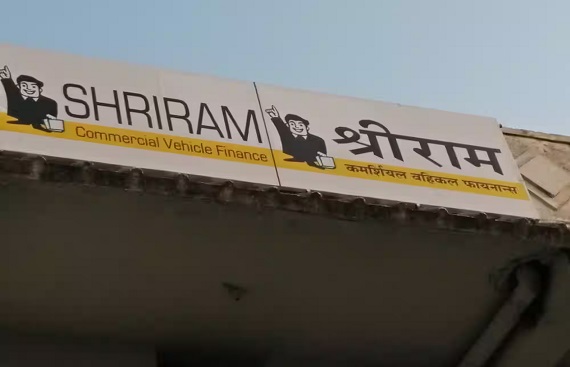 SHRIRAM
Commercial Vehicle Finance
श्रीराम
कमर्शियल वहिकल फायनान्स